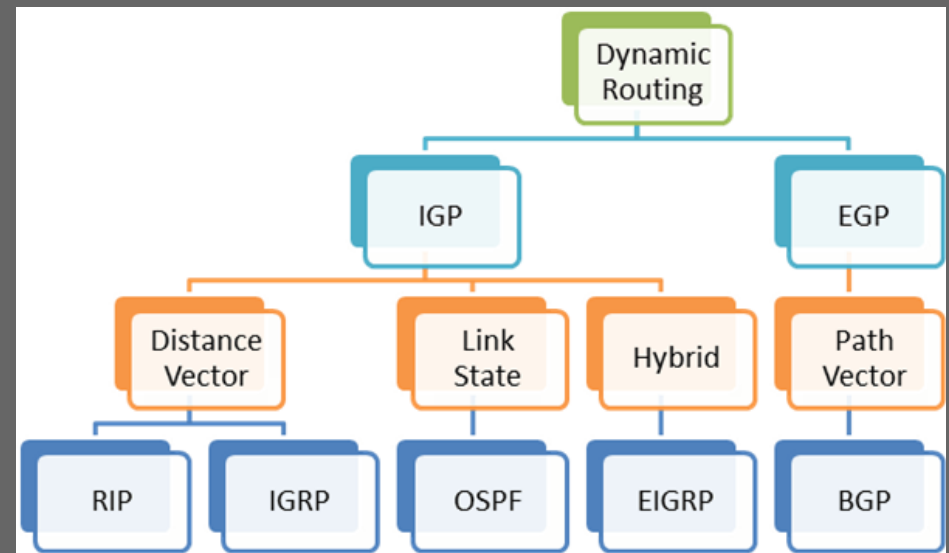 Dynamic
Routing
IGP
EGP
Distance
Vector
Link
State
Hybrid
Path
Vector
RIP
IGRP
OSPF
EIGRP
BGP